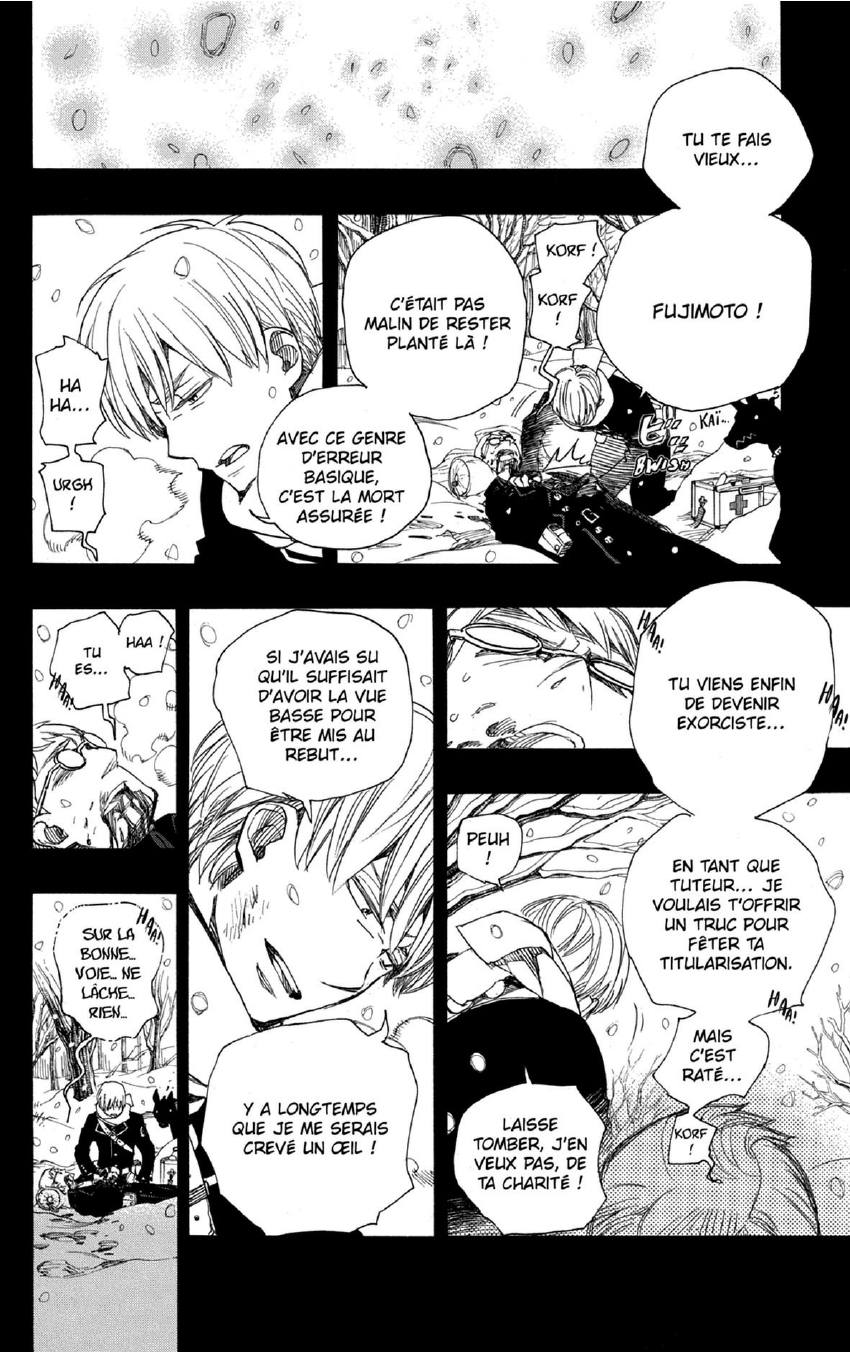 TU TE FAIS
VIEUX...
FUJIMOTO !
KORF !
KORF
!
KAÏ...
ビビッ
BWISH
C'ÉTAIT PAS
MALIN DE RESTER
PLANTÉ LÀ !
AVEC CE GENRE
D'ERREUR
BASIQUE,
C'EST LA MORT
ASSURÉE !
HA
HA...
URGH
!
HAA!
TU VIENS ENFIN
DE DEVENIR
EXORCISTE...
HAA!
EN TANT QUE
TUTEUR... JE
VOULAIS T'OFFRIR
UN TRUC POUR
FÊTER TA
TITULARISATION.
HAA!
MAIS
C'EST
RATÉ...
KORF
!
PEUH
!
LAISSE
TOMBER, J'EN
VEUX PAS, DE
TA CHARITÉ !
SI J'AVAIS SU
QU'IL SUFFISAIT
D'AVOIR LA VUE
BASSE POUR
ÊTRE MIS AU
REBUT...
Y A LONGTEMPS
QUE JE ME SERAIS
CREVÉ UN ŒIL !
HAA !
TU
ES...
HAA!
HAA!
SUR LA
BONNE...
VOIE... NE
LÂCHE...
RIEN...